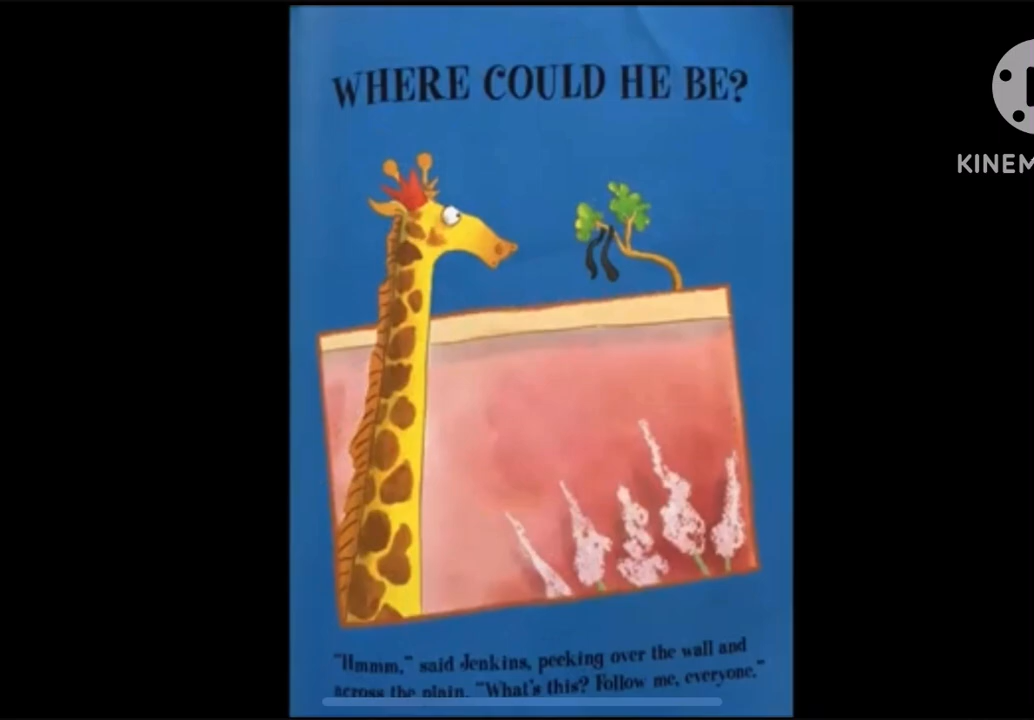 WHERE COULD HE BE?
KINEM
"Hmmm," said Jenkins, peeking over the wall and
across the plain. "What's this? Follow me, everyone."